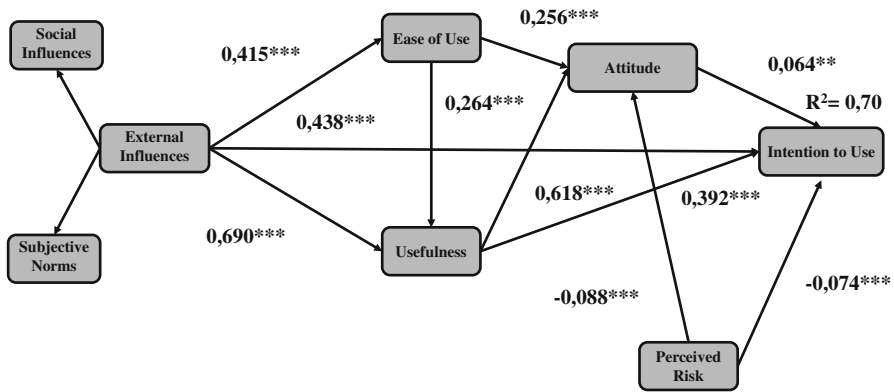 Social
Influences
0,415***
Ease of Use
0,256***
Attitude
0,064**
R²= 0,70
0,264***
0,438***
External
Influences
Intention to Use
0,618***
0,392***
0,690***
Usefulness
Subjective
Norms
-0,088***
-0,074***
Perceived
Risk